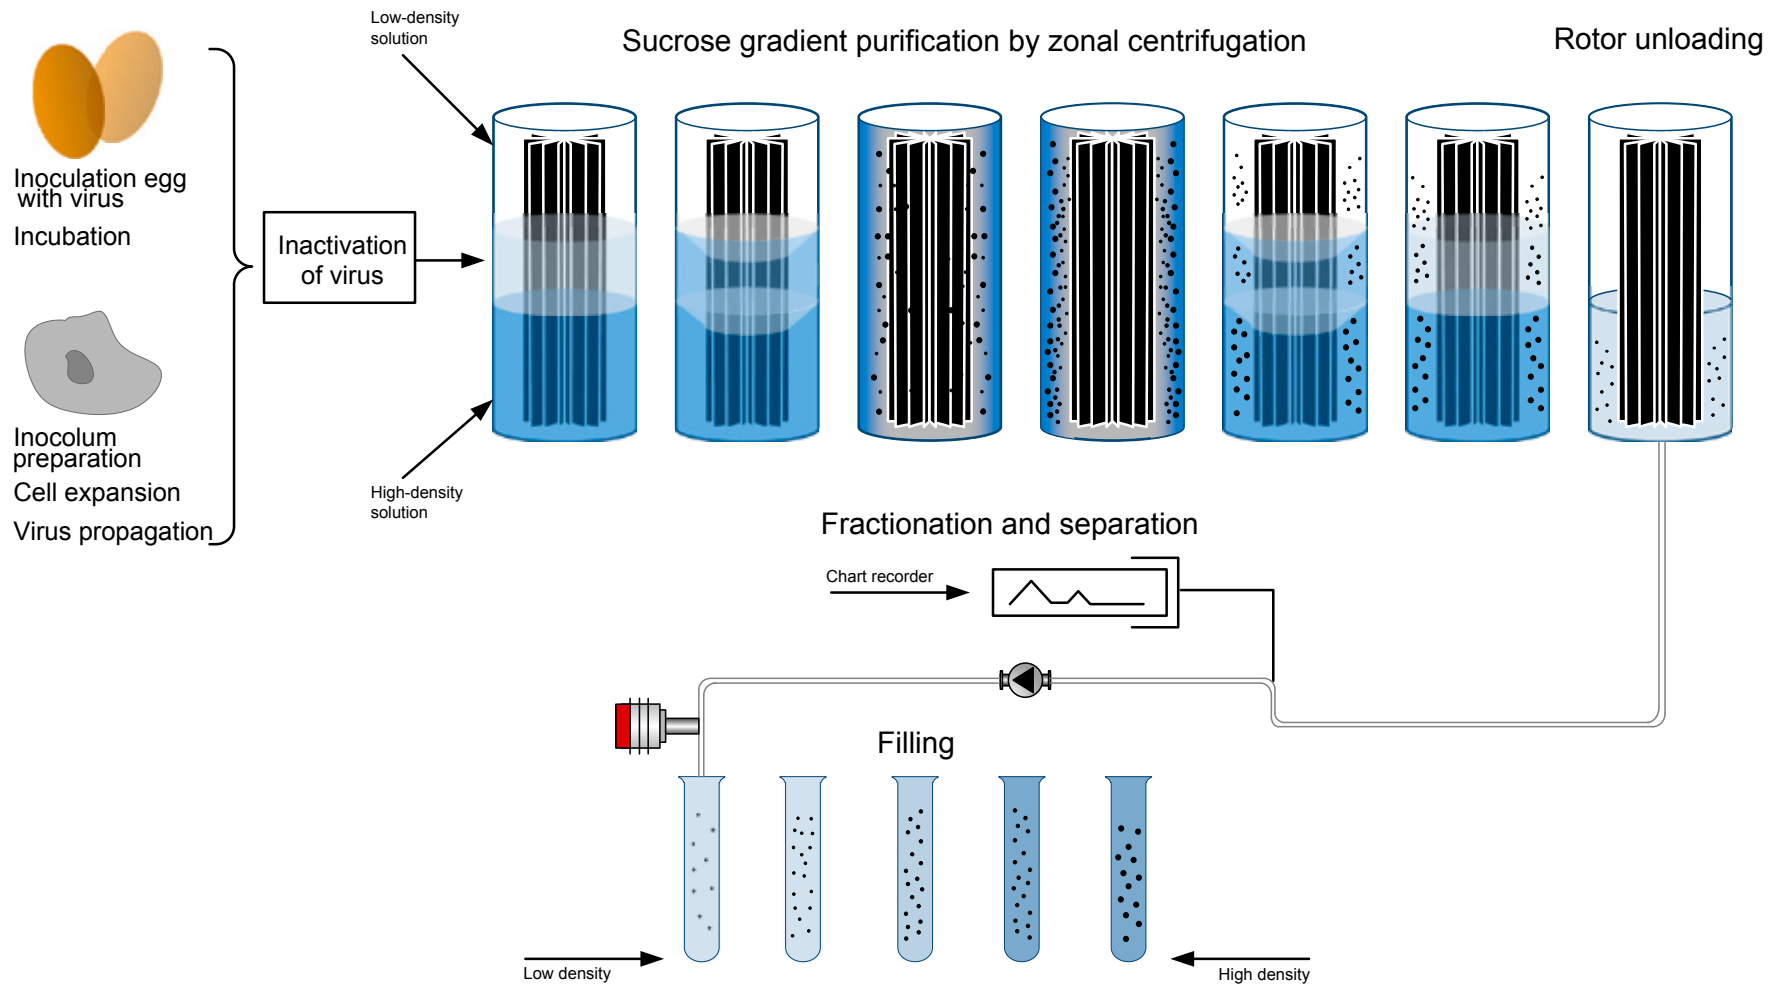 Low-density
solution
Sucrose gradient purification by zonal centrifugation
Rotor unloading
Inoculation egg
with virus
Incubation
Inactivation
of virus
Inocolum
preparation
Cell expansion
Virus propagation
High-density
solution
Fractionation and separation
Chart recorder
Filling
Low density
High density